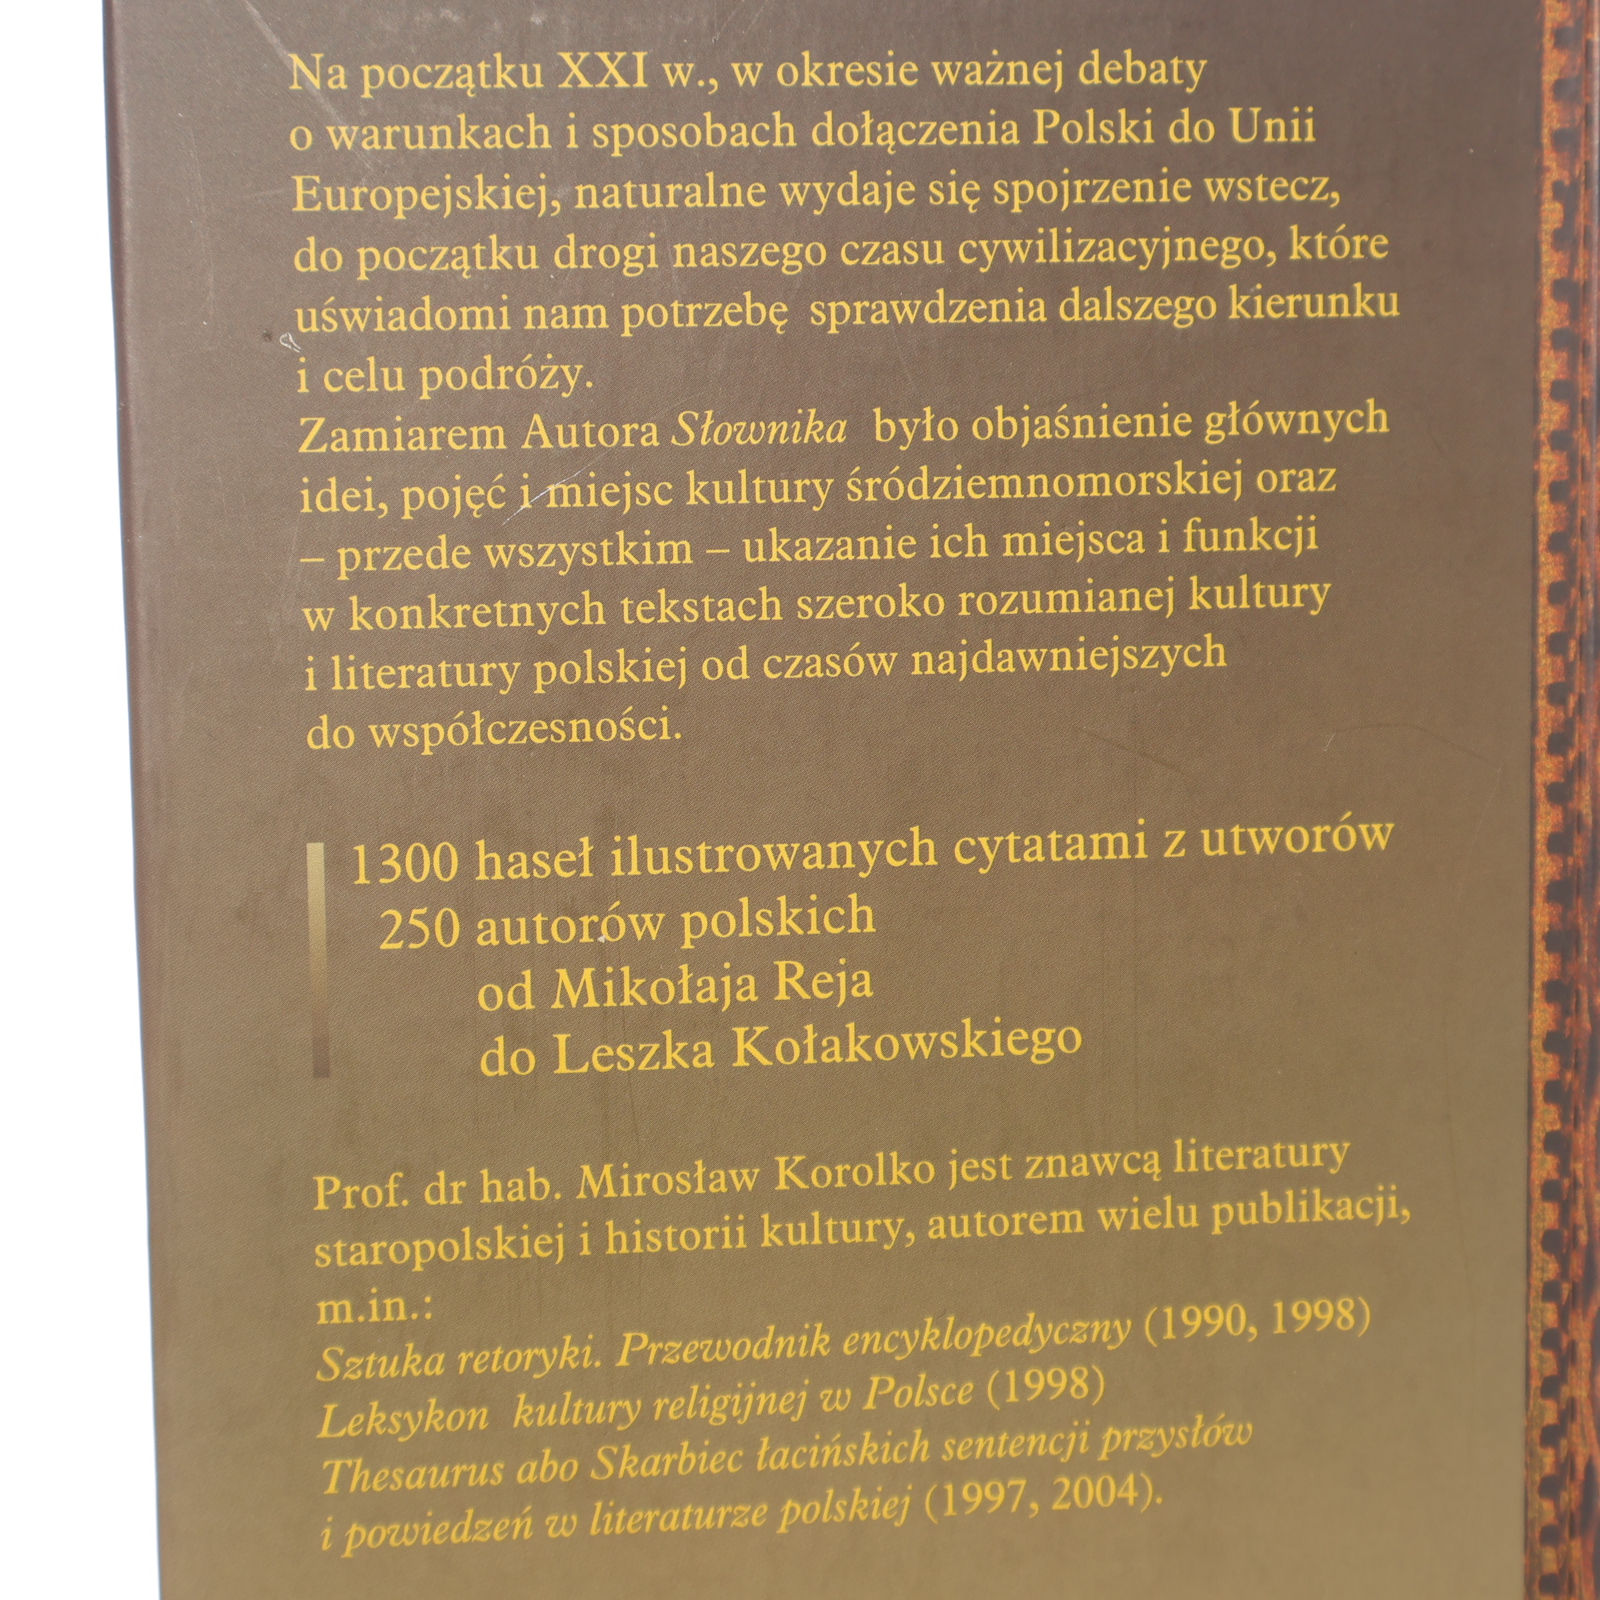 Na początku XXI w., w okresie ważnej debaty
o warunkach i sposobach dołączenia Polski do Unii
Europejskiej, naturalne wydaje się spojrzenie wstecz,
do początku drogi naszego czasu cywilizacyjnego, które
uświadomi nam potrzebę sprawdzenia dalszego kierunku
i celu podróży.
Zamiarem Autora Słownika było objaśnienie głównych
idei, pojęć i miejsc kultury śródziemnomorskiej oraz
– przede wszystkim – ukazanie ich miejsca i funkcji
w konkretnych tekstach szeroko rozumianej kultury
i literatury polskiej od czasów najdawniejszych
do współczesności.
1300 haseł ilustrowanych cytatami z utworów
250 autorów polskich
od Mikołaja Reja
do Leszka Kołakowskiego
Prof. dr hab. Mirosław Korolko jest znawcą literatury
staropolskiej i historii kultury, autorem wielu publikacji,
m.in.:
Sztuka retoryki. Przewodnik encyklopedyczny (1990, 1998)
Leksykon kultury religijnej w Polsce (1998)
Thesaurus abo Skarbiec łacińskich sentencji przysłów
i powiedzeń w literaturze polskiej (1997, 2004).